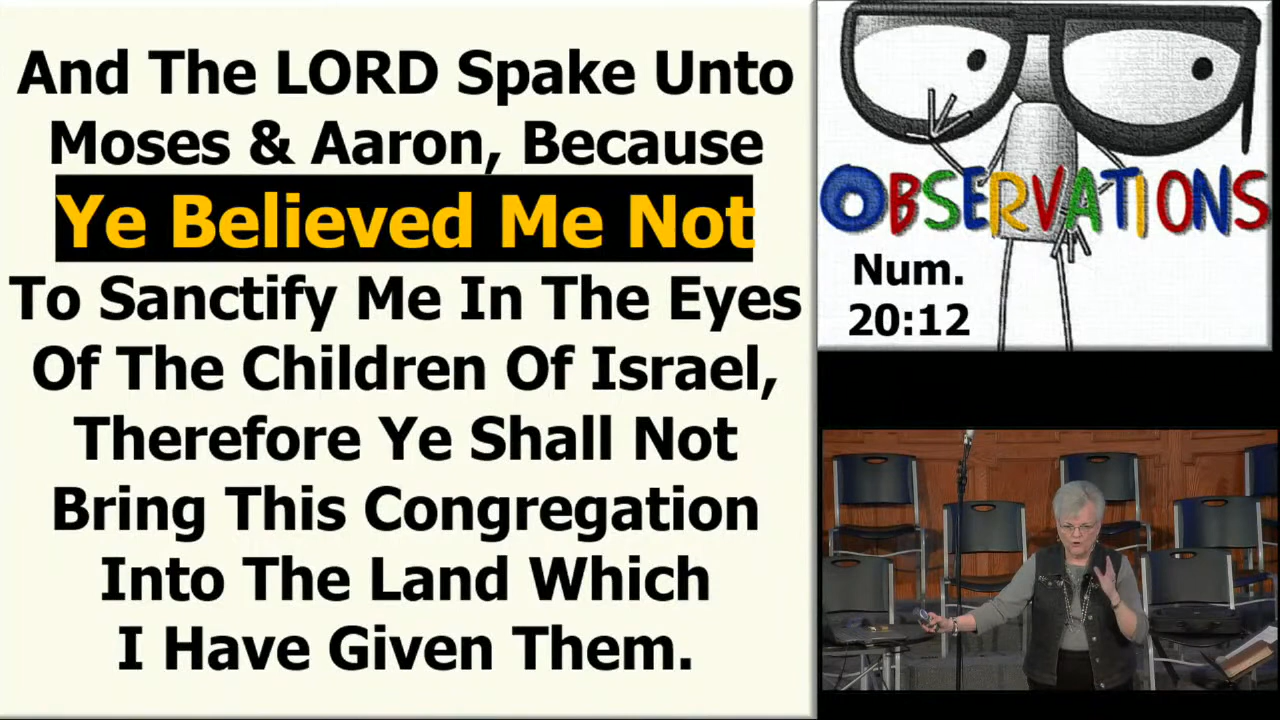 And The LORD Spake Unto
Moses & Aaron, Because
Ye Believed Me Not
To Sanctify Me In The Eyes
Of The Children Of Israel,
Therefore Ye Shall Not
Bring This Congregation
Into The Land Which
I Have Given Them.
OBSERVATIONS
Num.
20:12